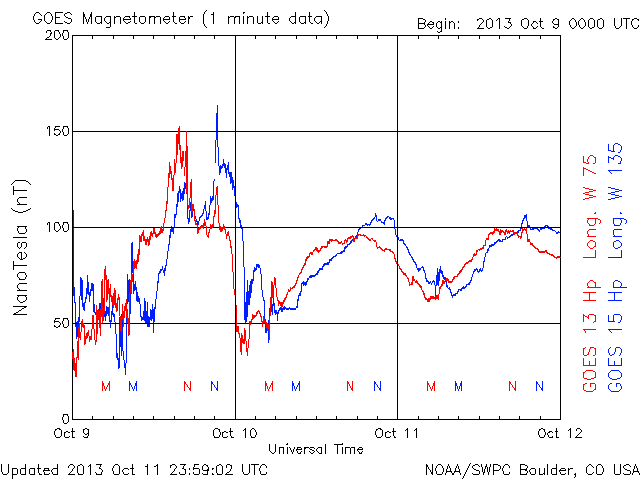 GOES Magnetometer (1 minute data)
Begin: 2013 Oct 9 0000 UTC
200
150
100
50
0
NanoTesla (nT)
M M N N M M N N M M N N
Oct 9 Oct 10 Oct 11 Oct 12
Universal Time
GOES 13 Hp Long. W 75
GOES 15 Hp Long. W 135
Updated 2013 Oct 11 23:59:02 UTC
NOAA/SWPC Boulder, CO USA